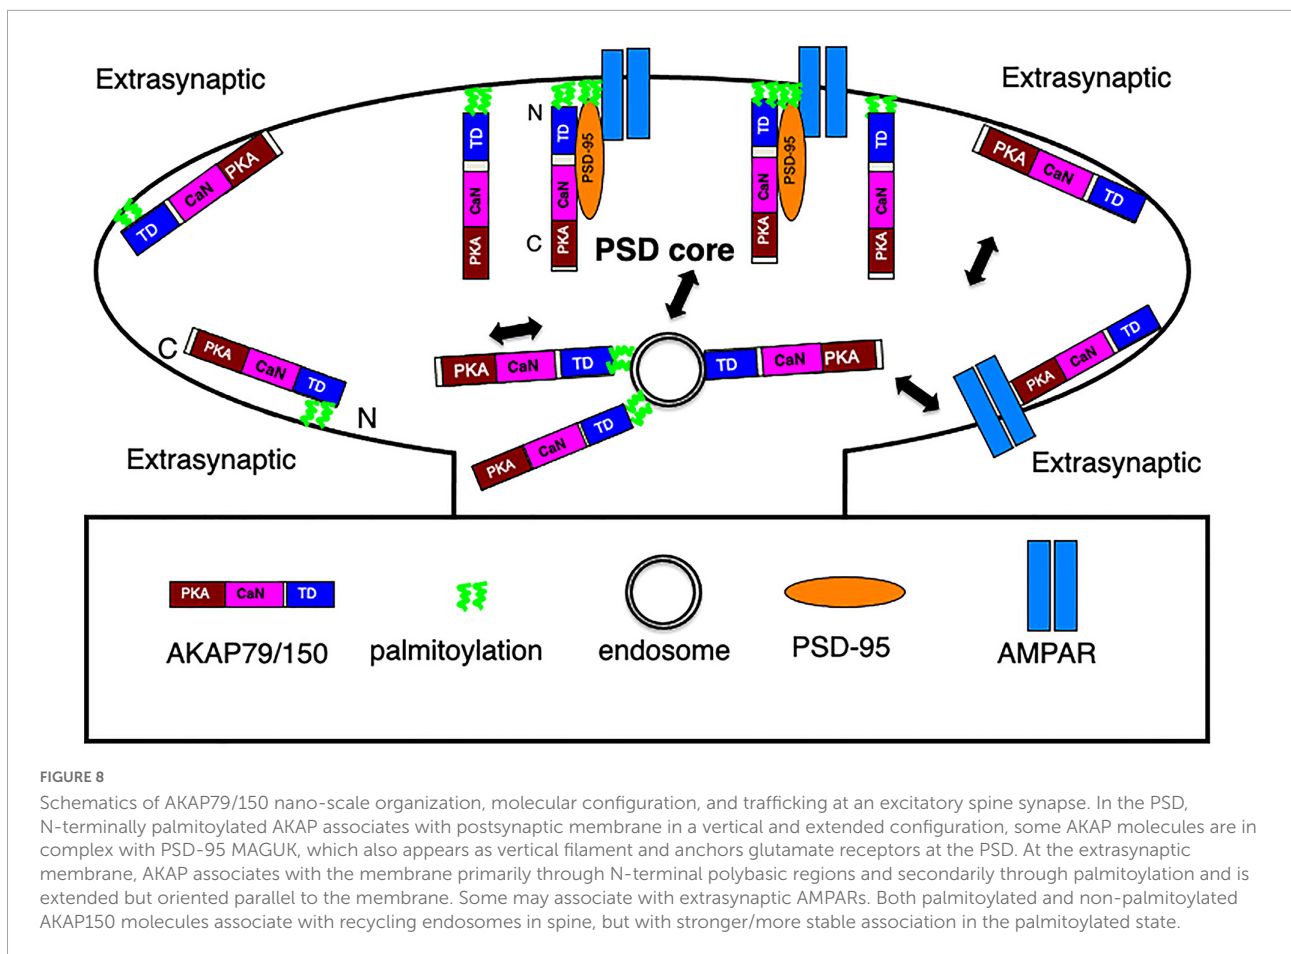 Extrasynaptic
Extrasynaptic
N
TD
CaN
PKA
TD
CaN
PKA
PSD-95
C
TD
CaN
PKA
PSD-95
TD
CaN
PKA
TD
CaN
PKA
PKA
CaN
TD
PSD core
C
PKA
CaN
TD
N
PKA
CaN
TD
TD
CaN
PKA
PKA
CaN
TD
PKA
CaN
TD
Extrasynaptic
Extrasynaptic
PKA
CaN
TD
AKAP79/150
palmitoylation
endosome
PSD-95
AMPAR
FIGURE 8
Schematics of AKAP79/150 nano-scale organization, molecular configuration, and trafficking at an excitatory spine synapse. In the PSD,
N-terminally palmitoylated AKAP associates with postsynaptic membrane in a vertical and extended configuration, some AKAP molecules are in
complex with PSD-95 MAGUK, which also appears as vertical filament and anchors glutamate receptors at the PSD. At the extrasynaptic
membrane, AKAP associates with the membrane primarily through N-terminal polybasic regions and secondarily through palmitoylation and is
extended but oriented parallel to the membrane. Some may associate with extrasynaptic AMPARs. Both palmitoylated and non-palmitoylated
AKAP150 molecules associate with recycling endosomes in spine, but with stronger/more stable association in the palmitoylated state.